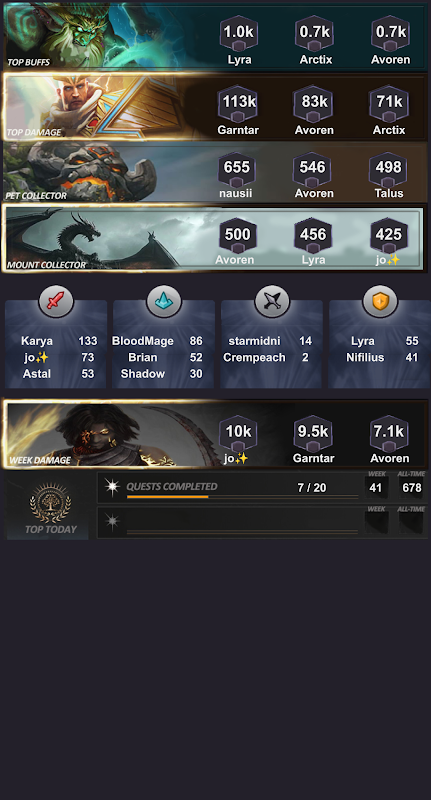 1.0k 0.7k 0.7k
TOP BUFFS Lyra Arctix Avoren
113k 83k 71k
TOP DAMAGE Garntar Avoren Arctix
655 546 498
PET COLLECTOR nausii Avoren Talus
500 456 425
MOUNT COLLECTOR Avoren Lyra jo✨
Karya 133 BloodMage 86 starmidni 14 Lyra 55
jo✨ 73 Brian 52 Crempeach 2 Nifilius 41
Astal 53 Shadow 30
10k 9.5k 7.1k
WEEK DAMAGE jo✨ Garntar Avoren
WEEK ALL-TIME
QUESTS COMPLETED 7 / 20 41 678
WEEK ALL-TIME
TOP TODAY